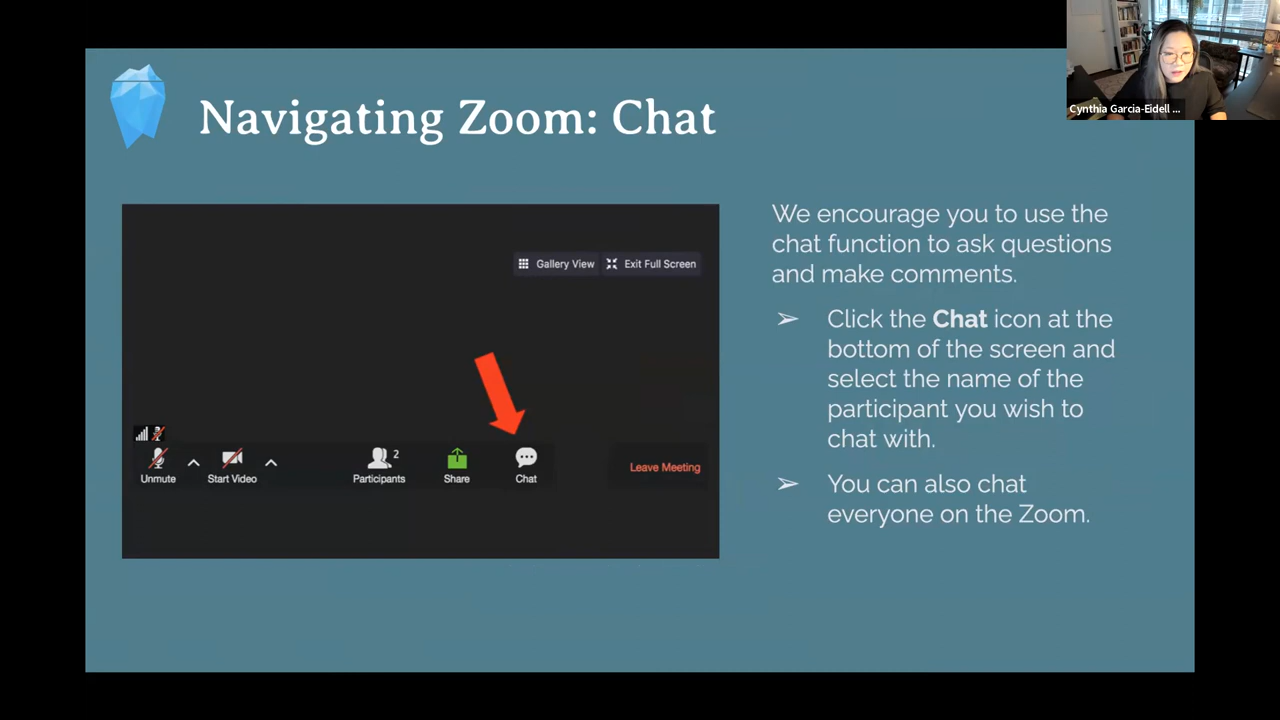 Navigating Zoom: Chat
Cynthia Garcia-Eidell ...
Gallery View
Exit Full Screen
2
Unmute
Start Video
Participants
Share
Chat
Leave Meeting
We encourage you to use the
chat function to ask questions
and make comments.
➢ Click the Chat icon at the
bottom of the screen and
select the name of the
participant you wish to
chat with.
➢ You can also chat
everyone on the Zoom.